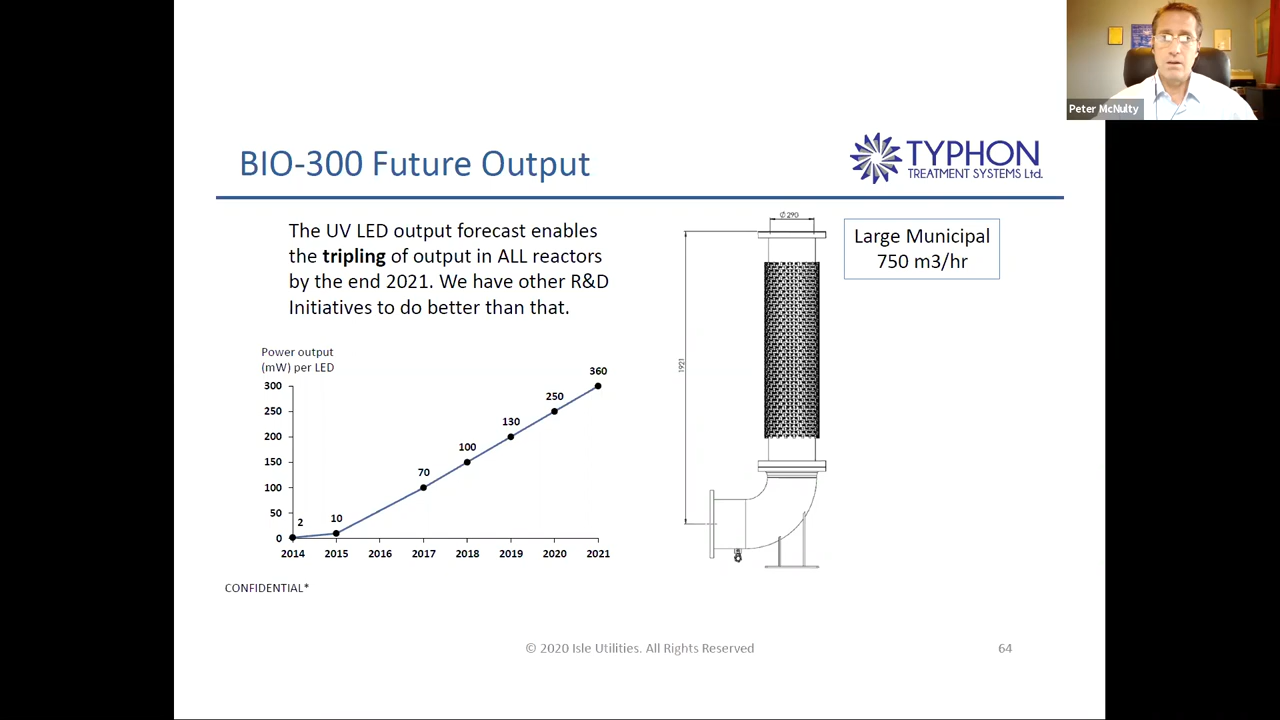 Peter McNulty
BIO-300 Future Output
TYPHON
TREATMENT SYSTEMS Ltd.
The UV LED output forecast enables
the tripling of output in ALL reactors
by the end 2021. We have other R&D
Initiatives to do better than that.
Large Municipal
750 m3/hr
Ø290
1921
Power output
(mW) per LED
300
250
200
150
100
50
0
2
10
70
100
130
250
360
2014 2015 2016 2017 2018 2019 2020 2021
CONFIDENTIAL*
© 2020 Isle Utilities. All Rights Reserved
64